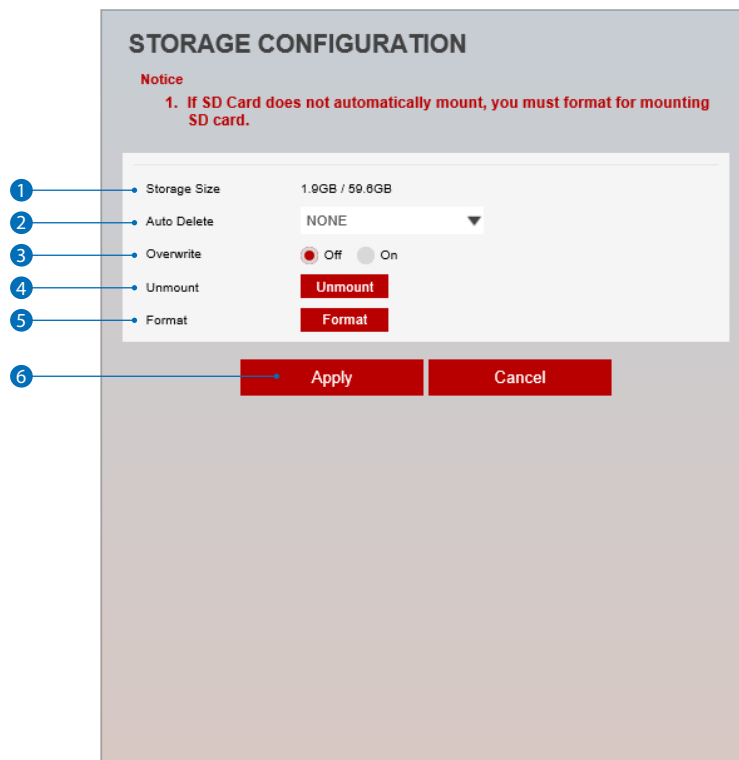 STORAGE CONFIGURATION
Notice
1. If SD Card does not automatically mount, you must format for mounting
SD card.
1 Storage Size 1.9GB / 59.6GB
2 Auto Delete NONE
3 Overwrite Off On
4 Unmount Unmount
5 Format Format
6 Apply Cancel